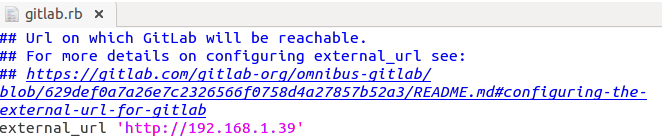 gitlab.rb ×
## Url on which GitLab will be reachable.
## For more details on configuring external_url see:
## https://gitlab.com/gitlab-org/omnibus-gitlab/
blob/629def0a7a26e7c2326566f0758d4a27857b52a3/README.md#configuring-the-
external-url-for-gitlab
external_url 'http://192.168.1.39'